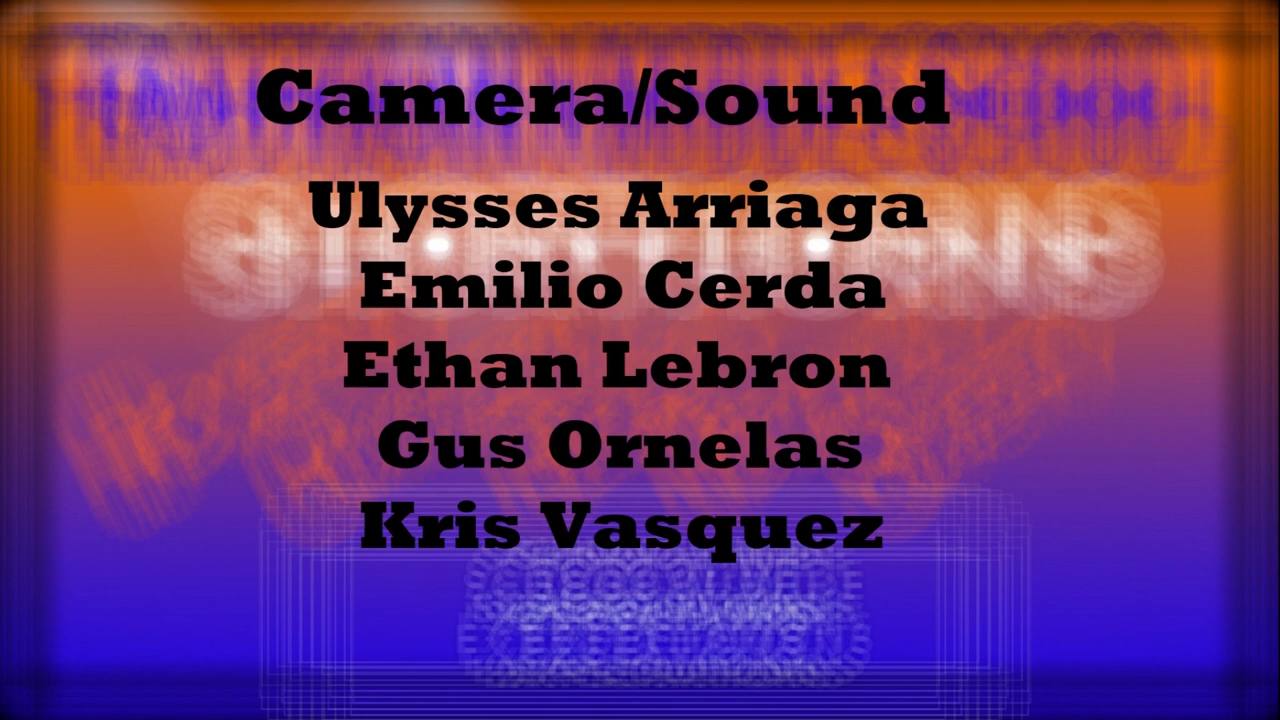 Camera/Sound
Ulysses Arriaga
Emilio Cerda
Ethan Lebron
Gus Ornelas
Kris Vasquez